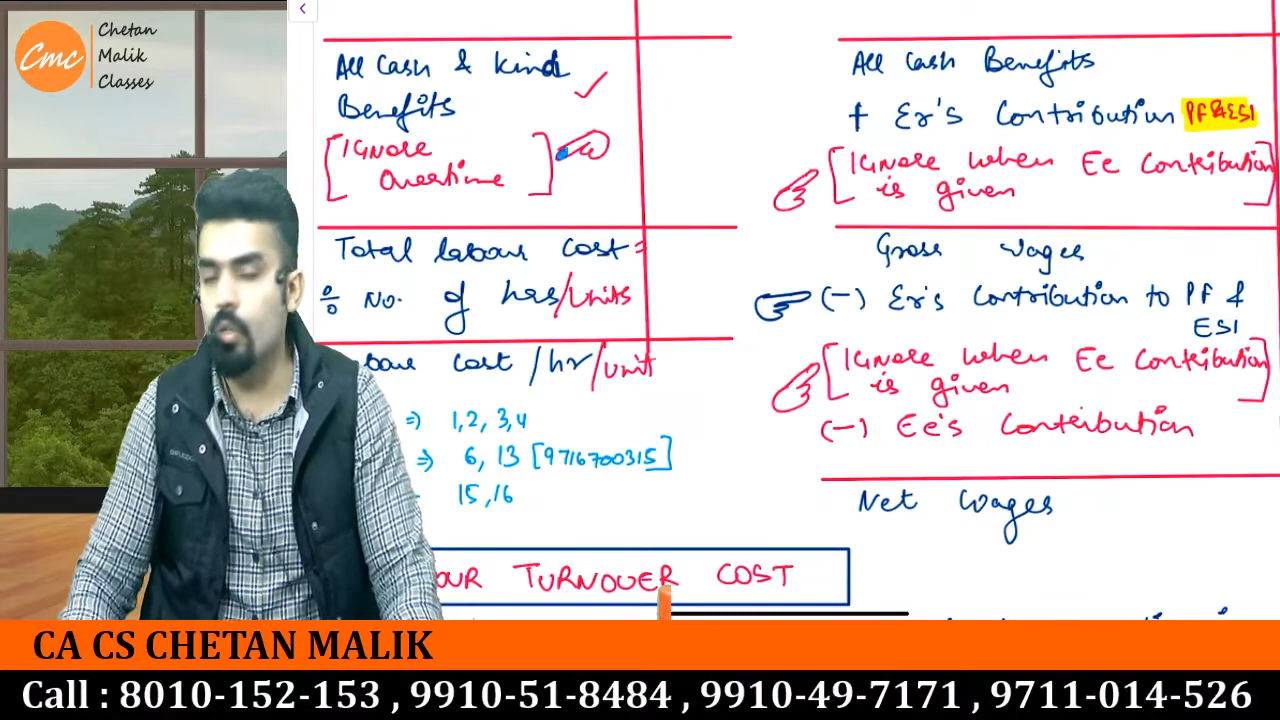 Cmc
Chetan
Malik
Classes
All Cash & kind
Benefits
[Ignore
Overtime]
Total labour cost =
÷ No. of hrs/Units
cost /hr/unit
⇒ 1,2, 3,4
⇒ 6, 13 [9716700315]
15,16
All Cash Benefits
+ Er's Contribution PF & ESI
[Ignore when Ee Contribution
is given]
Gross wages
(-) Er's Contribution to PF &
ESI
[Ignore when Ee Contribution
is given]
(-) Ee's Contribution
Net Wages
OUR TURNOVER COST
CA CS CHETAN MALIK
Call : 8010-152-153 , 9910-51-8484 , 9910-49-7171 , 9711-014-526